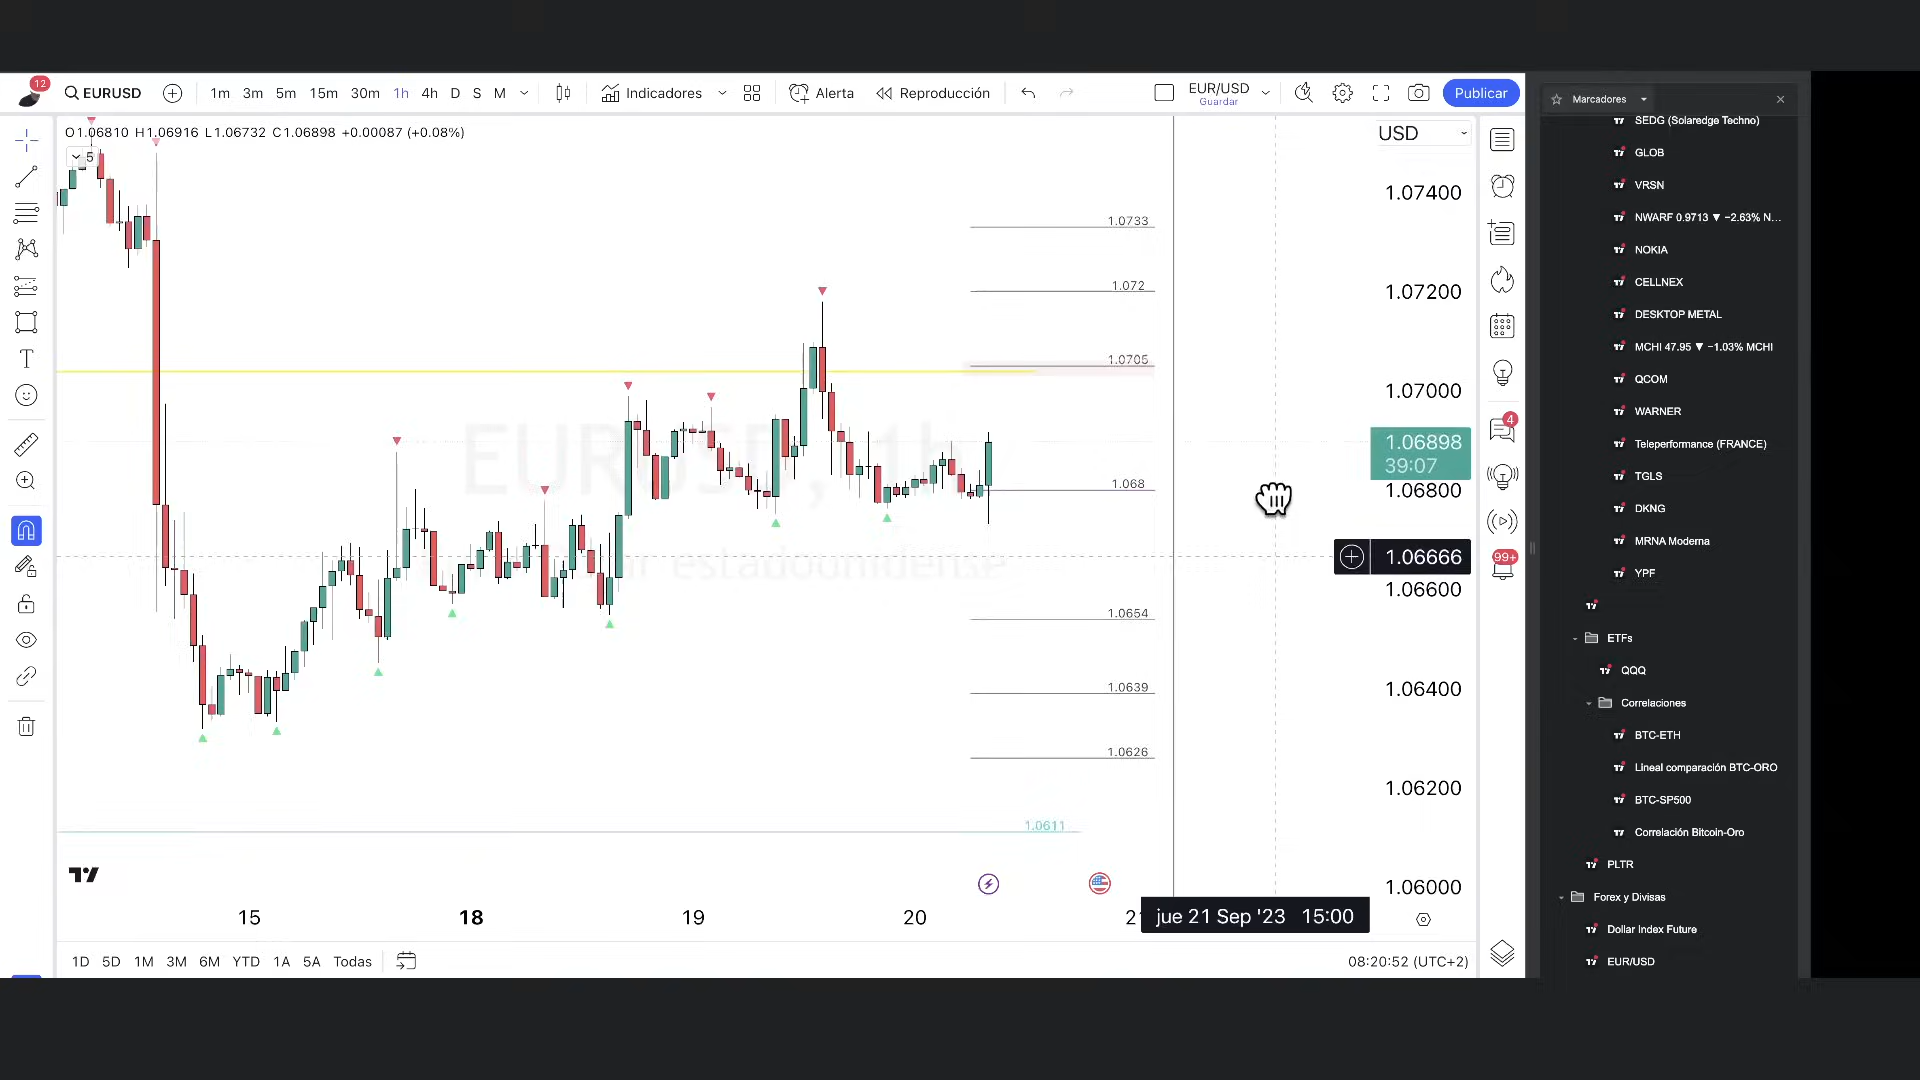 12
EURUSD
1m 3m 5m 15m 30m 1h 4h D S M
Indicadores
Alerta
Reproducción
EUR/USD
Guardar
Publicar
O1.06810 H1.06916 L1.06732 C1.06898 +0.00087 (+0.08%)
5
USD
1.07400
1.07200
1.07000
1.06898
39:07
1.06800
1.06666
1.06600
1.06400
1.06200
1.06000
1.0733
1.072
1.0705
1.068
1.0654
1.0639
1.0626
1.0611
EURUSD, 1h
estadounidense
15 18 19 20 2
jue 21 Sep '23 15:00
1D 5D 1M 3M 6M YTD 1A 5A Todas
08:20:52 (UTC+2)
4
99+
Marcadores
SEDG (Solaredge Techno)
GLOB
VRSN
NWARF 0.9713 ▼ −2.63% N...
NOKIA
CELLNEX
DESKTOP METAL
MCHI 47.95 ▼ −1.03% MCHI
QCOM
WARNER
Teleperformance (FRANCE)
TGLS
DKNG
MRNA Moderna
YPF
ETFs
QQQ
Correlaciones
BTC-ETH
Lineal comparación BTC-ORO
BTC-SP500
Correlación Bitcoin-Oro
PLTR
Forex y Divisas
Dollar Index Future
EUR/USD